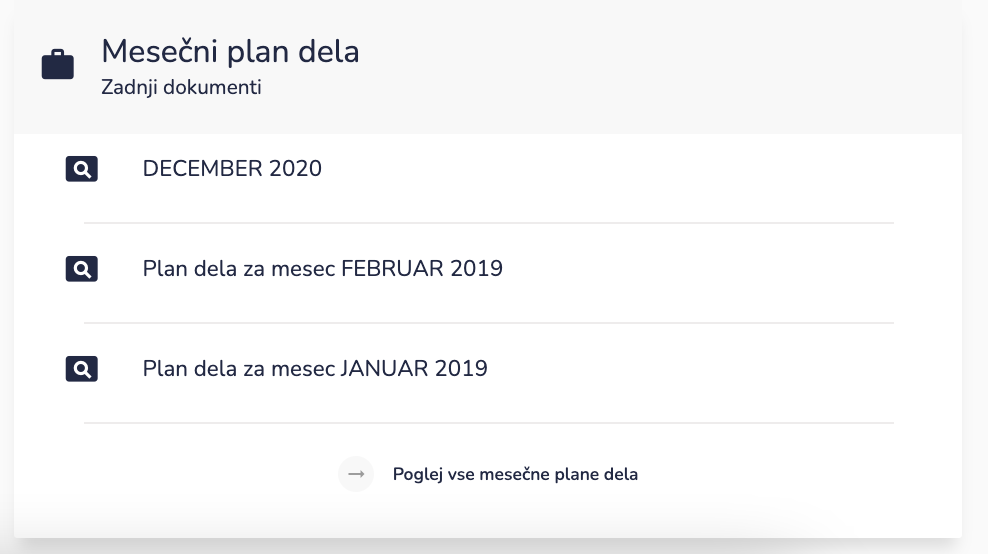 Mesečni plan dela
Zadnji dokumenti
DECEMBER 2020
Plan dela za mesec FEBRUAR 2019
Plan dela za mesec JANUAR 2019
Poglej vse mesečne plane dela